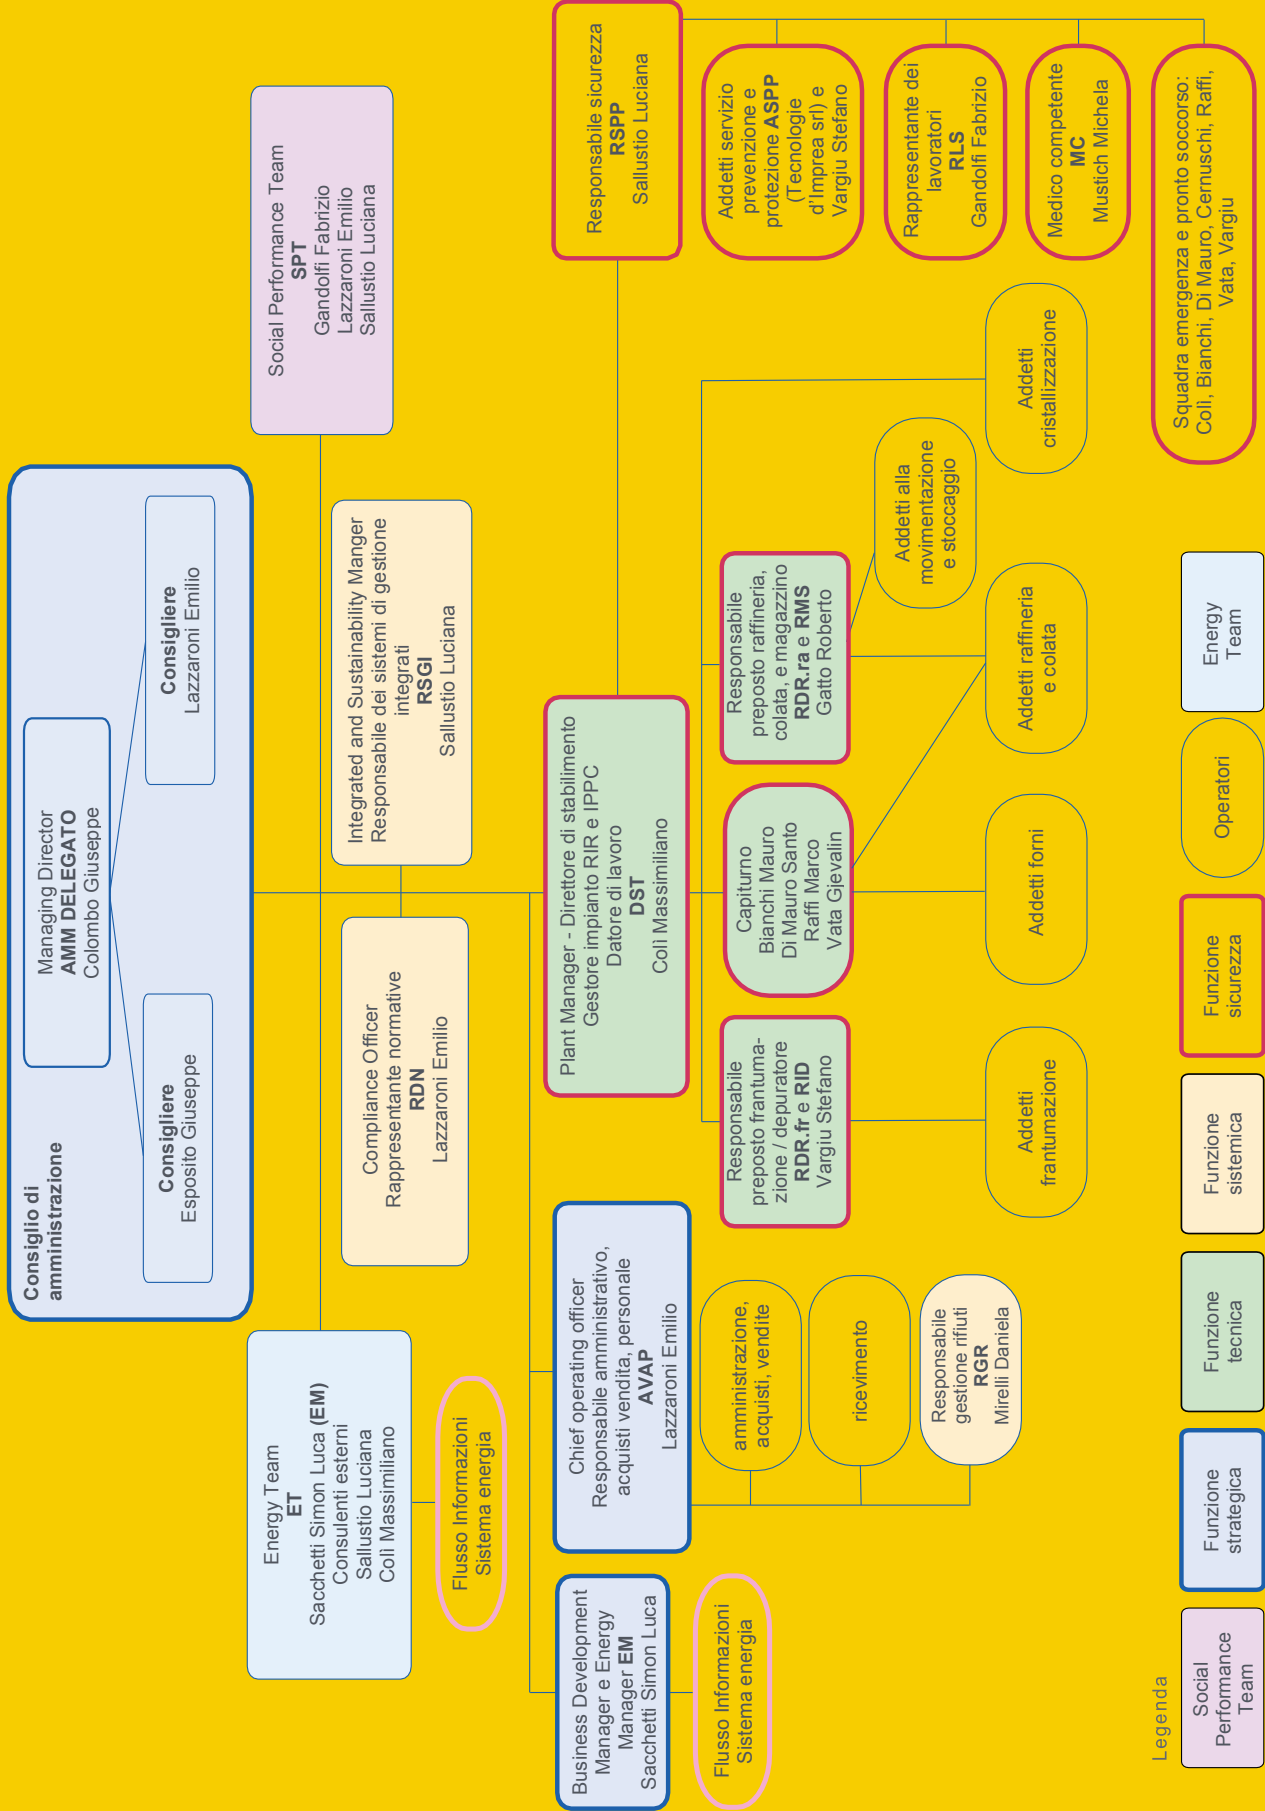 Consiglio di
amministrazione
Managing Director
AMM DELEGATO
Colombo Giuseppe
Consigliere
Esposito Giuseppe
Consigliere
Lazzaroni Emilio
Energy Team
ET
Sacchetti Simon Luca (EM)
Consulenti esterni
Sallustio Luciana
Colì Massimiliano
Flusso Informazioni
Sistema energia
Social Performance Team
SPT
Gandolfi Fabrizio
Lazzaroni Emilio
Sallustio Luciana
Compliance Officer
Rappresentante normative
RDN
Lazzaroni Emilio
Integrated and Sustainability Manger
Responsabile dei sistemi di gestione
integrati
RSGI
Sallustio Luciana
Business Development
Manager e Energy
Manager EM
Sacchetti Simon Luca
Flusso Informazioni
Sistema energia
Chief operating officer
Responsabile amministrativo,
acquisti vendita, personale
AVAP
Lazzaroni Emilio
amministrazione,
acquisti, vendite
ricevimento
Responsabile
gestione rifiuti
RGR
Mirelli Daniela
Plant Manager - Direttore di stabilimento
Gestore impianto RIR e IPPC
Datore di lavoro
DST
Colì Massimiliano
Responsabile sicurezza
RSPP
Sallustio Luciana
Addetti servizio
prevenzione e
protezione ASPP
(Tecnologie
d'Imprea srl) e
Vargiu Stefano
Rappresentante dei
lavoratori
RLS
Gandolfi Fabrizio
Medico competente
MC
Mustich Michela
Squadra emergenza e pronto soccorso:
Colì, Bianchi, Di Mauro, Cernuschi, Raffi,
Vata, Vargiu
Responsabile
preposto frantuma-
zione / depuratore
RDR.fr e RID
Vargiu Stefano
Capiturno
Bianchi Mauro
Di Mauro Santo
Raffi Marco
Vata Gjevalin
Responsabile
preposto raffineria,
colata, e magazzino
RDR.ra e RMS
Gatto Roberto
Addetti alla
movimentazione
e stoccaggio
Addetti
frantumazione
Addetti forni
Addetti raffineria
e colata
Addetti
cristallizzazione
Legenda
Social
Performance
Team
Funzione
strategica
Funzione
tecnica
Funzione
sistemica
Funzione
sicurezza
Operatori
Energy
Team